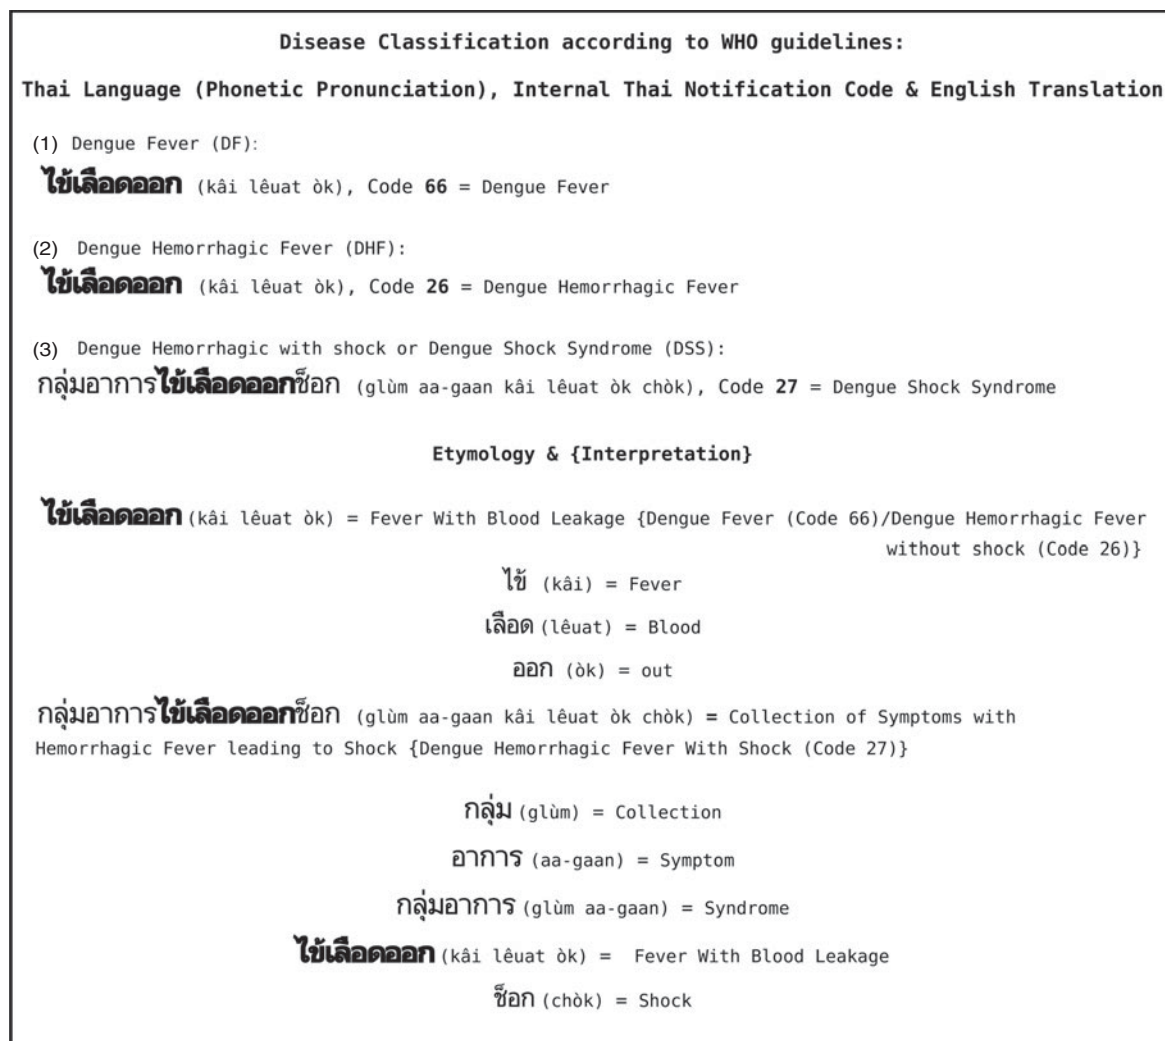 Disease Classification according to WHO guidelines:
Thai Language (Phonetic Pronunciation), Internal Thai Notification Code & English Translation
(1) Dengue Fever (DF):
ไข้เลือดออก (kâi lêuat òk), Code 66 = Dengue Fever
(2) Dengue Hemorrhagic Fever (DHF):
ไข้เลือดออก (kâi lêuat òk), Code 26 = Dengue Hemorrhagic Fever
(3) Dengue Hemorrhagic with shock or Dengue Shock Syndrome (DSS):
กลุ่มอาการไข้เลือดออกช็อก (glùm aa-gaan kâi lêuat òk chòk), Code 27 = Dengue Shock Syndrome
Etymology & {Interpretation}
ไข้เลือดออก (kâi lêuat òk) = Fever With Blood Leakage {Dengue Fever (Code 66)/Dengue Hemorrhagic Fever
without shock (Code 26)}
ไข้ (kâi) = Fever
เลือด (lêuat) = Blood
ออก (òk) = out
กลุ่มอาการไข้เลือดออกช็อก (glùm aa-gaan kâi lêuat òk chòk) = Collection of Symptoms with
Hemorrhagic Fever leading to Shock {Dengue Hemorrhagic Fever With Shock (Code 27)}
กลุ่ม (glùm) = Collection
อาการ (aa-gaan) = Symptom
กลุ่มอาการ (glùm aa-gaan) = Syndrome
ไข้เลือดออก (kâi lêuat òk) = Fever With Blood Leakage
ช็อก (chòk) = Shock